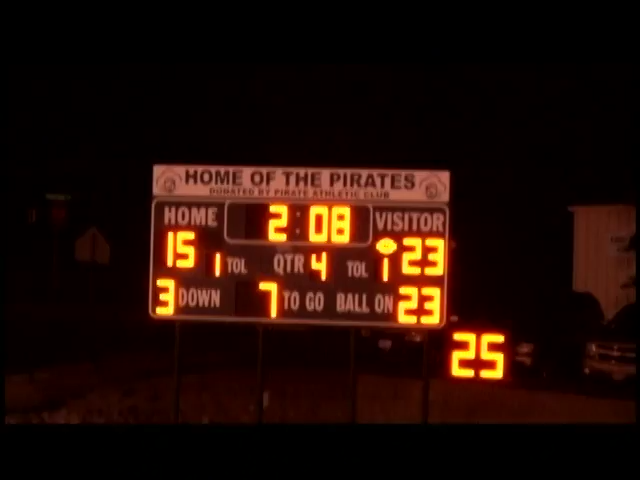 HOME OF THE PIRATES
DONATED BY PIRATE ATHLETIC CLUB
HOME 2:08 VISITOR
15 1 TOL QTR 4 TOL 1 23
3 DOWN 7 TO GO BALL ON 23
25